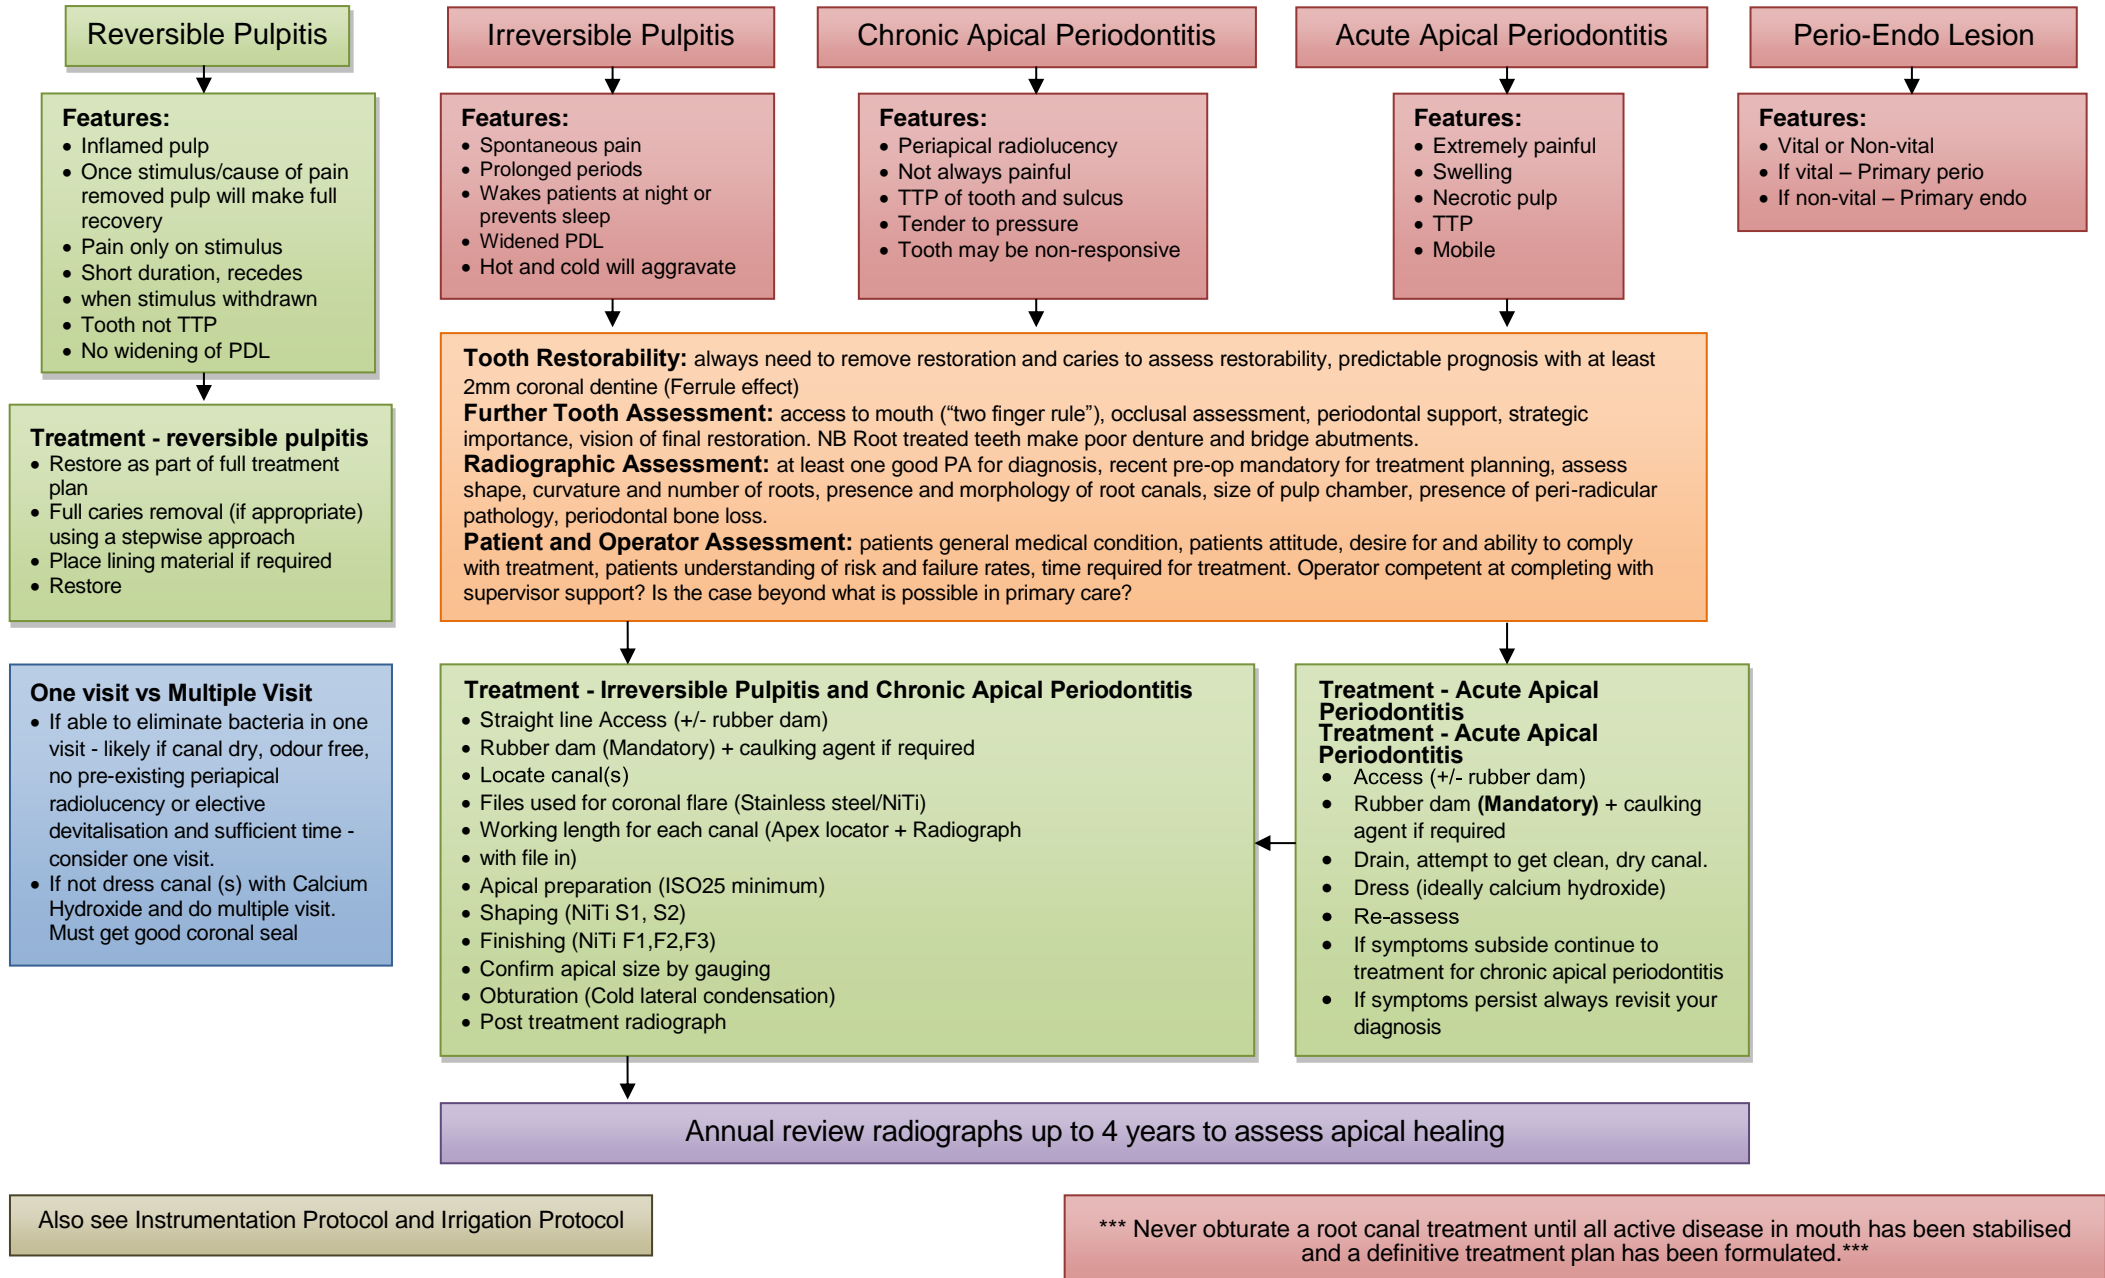 Reversible Pulpitis
Irreversible Pulpitis
Chronic Apical Periodontitis
Acute Apical Periodontitis
Perio-Endo Lesion
Features:
• Inflamed pulp
• Once stimulus/cause of pain
removed pulp will make full
recovery
• Pain only on stimulus
• Short duration, recedes
• when stimulus withdrawn
• Tooth not TTP
• No widening of PDL
Features:
• Spontaneous pain
• Prolonged periods
• Wakes patients at night or
prevents sleep
• Widened PDL
• Hot and cold will aggravate
Features:
• Periapical radiolucency
• Not always painful
• TTP of tooth and sulcus
• Tender to pressure
• Tooth may be non-responsive
Features:
• Extremely painful
• Swelling
• Necrotic pulp
• TTP
• Mobile
Features:
• Vital or Non-vital
• If vital – Primary perio
• If non-vital – Primary endo
Treatment - reversible pulpitis
• Restore as part of full treatment
plan
• Full caries removal (if appropriate)
using a stepwise approach
• Place lining material if required
• Restore
Tooth Restorability: always need to remove restoration and caries to assess restorability, predictable prognosis with at least
2mm coronal dentine (Ferrule effect)
Further Tooth Assessment: access to mouth (“two finger rule”), occlusal assessment, periodontal support, strategic
importance, vision of final restoration. NB Root treated teeth make poor denture and bridge abutments.
Radiographic Assessment: at least one good PA for diagnosis, recent pre-op mandatory for treatment planning, assess
shape, curvature and number of roots, presence and morphology of root canals, size of pulp chamber, presence of peri-radicular
pathology, periodontal bone loss.
Patient and Operator Assessment: patients general medical condition, patients attitude, desire for and ability to comply
with treatment, patients understanding of risk and failure rates, time required for treatment. Operator competent at completing with
supervisor support? Is the case beyond what is possible in primary care?
One visit vs Multiple Visit
• If able to eliminate bacteria in one
visit - likely if canal dry, odour free,
no pre-existing periapical
radiolucency or elective
devitalisation and sufficient time -
consider one visit.
• If not dress canal (s) with Calcium
Hydroxide and do multiple visit.
Must get good coronal seal
Treatment - Irreversible Pulpitis and Chronic Apical Periodontitis
• Straight line Access (+/- rubber dam)
• Rubber dam (Mandatory) + caulking agent if required
• Locate canal(s)
• Files used for coronal flare (Stainless steel/NiTi)
• Working length for each canal (Apex locator + Radiograph
• with file in)
• Apical preparation (ISO25 minimum)
• Shaping (NiTi S1, S2)
• Finishing (NiTi F1,F2,F3)
• Confirm apical size by gauging
• Obturation (Cold lateral condensation)
• Post treatment radiograph
Treatment - Acute Apical
Periodontitis
Treatment - Acute Apical
Periodontitis
• Access (+/- rubber dam)
• Rubber dam (Mandatory) + caulking
agent if required
• Drain, attempt to get clean, dry canal.
• Dress (ideally calcium hydroxide)
• Re-assess
• If symptoms subside continue to
treatment for chronic apical periodontitis
• If symptoms persist always revisit your
diagnosis
Annual review radiographs up to 4 years to assess apical healing
Also see Instrumentation Protocol and Irrigation Protocol
*** Never obturate a root canal treatment until all active disease in mouth has been stabilised
and a definitive treatment plan has been formulated.***